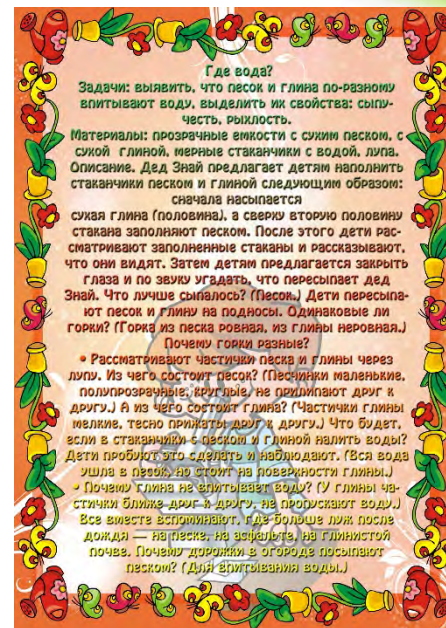 Где вода?
Задачи: выявить, что песок и глина по-разному
впитывают воду, выделить их свойства: сыпу-
честь, рыхлость.
Материалы: прозрачные емкости с сухим песком, с
сухой глиной, мерные стаканчики с водой, лупа.
Описание. Дед Знай предлагает детям наполнить
стаканчики песком и глиной следующим образом:
сначала насыпается
сухая глина (половина), а сверху вторую половину
стакана заполняют песком. После этого дети рас-
сматривают заполненные стаканы и рассказывают,
что они видят. Затем детям предлагается закрыть
глаза и по звуку угадать, что пересыпает дед
Знай. Что лучше сыпалось? (Песок.) Дети пересыпа-
ют песок и глину на подносы. Одинаковые ли
горки? (Горка из песка ровная, из глины неровная.)
Почему горки разные?
• Рассматривают частички песка и глины через
лупу. Из чего состоит песок? (Песчинки маленькие,
полупрозрачные, круглые, не прилипают друг к
другу.) А из чего состоит глина? (Частички глины
мелкие, тесно прижаты друг к другу.) Что будет,
если в стаканчики с песком и глиной налить воды?
Дети пробуют это сделать и наблюдают. (Вся вода
ушла в песок, но стоит на поверхности глины.)
• Почему глина не впитывает воду? (У глины ча-
стички ближе друг к другу, не пропускают воду.)
Все вместе вспоминают, где больше луж после
дождя — на песке, на асфальте, на глинистой
почве. Почему дорожки в огороде посыпают
песком? (Для впитывания воды.)